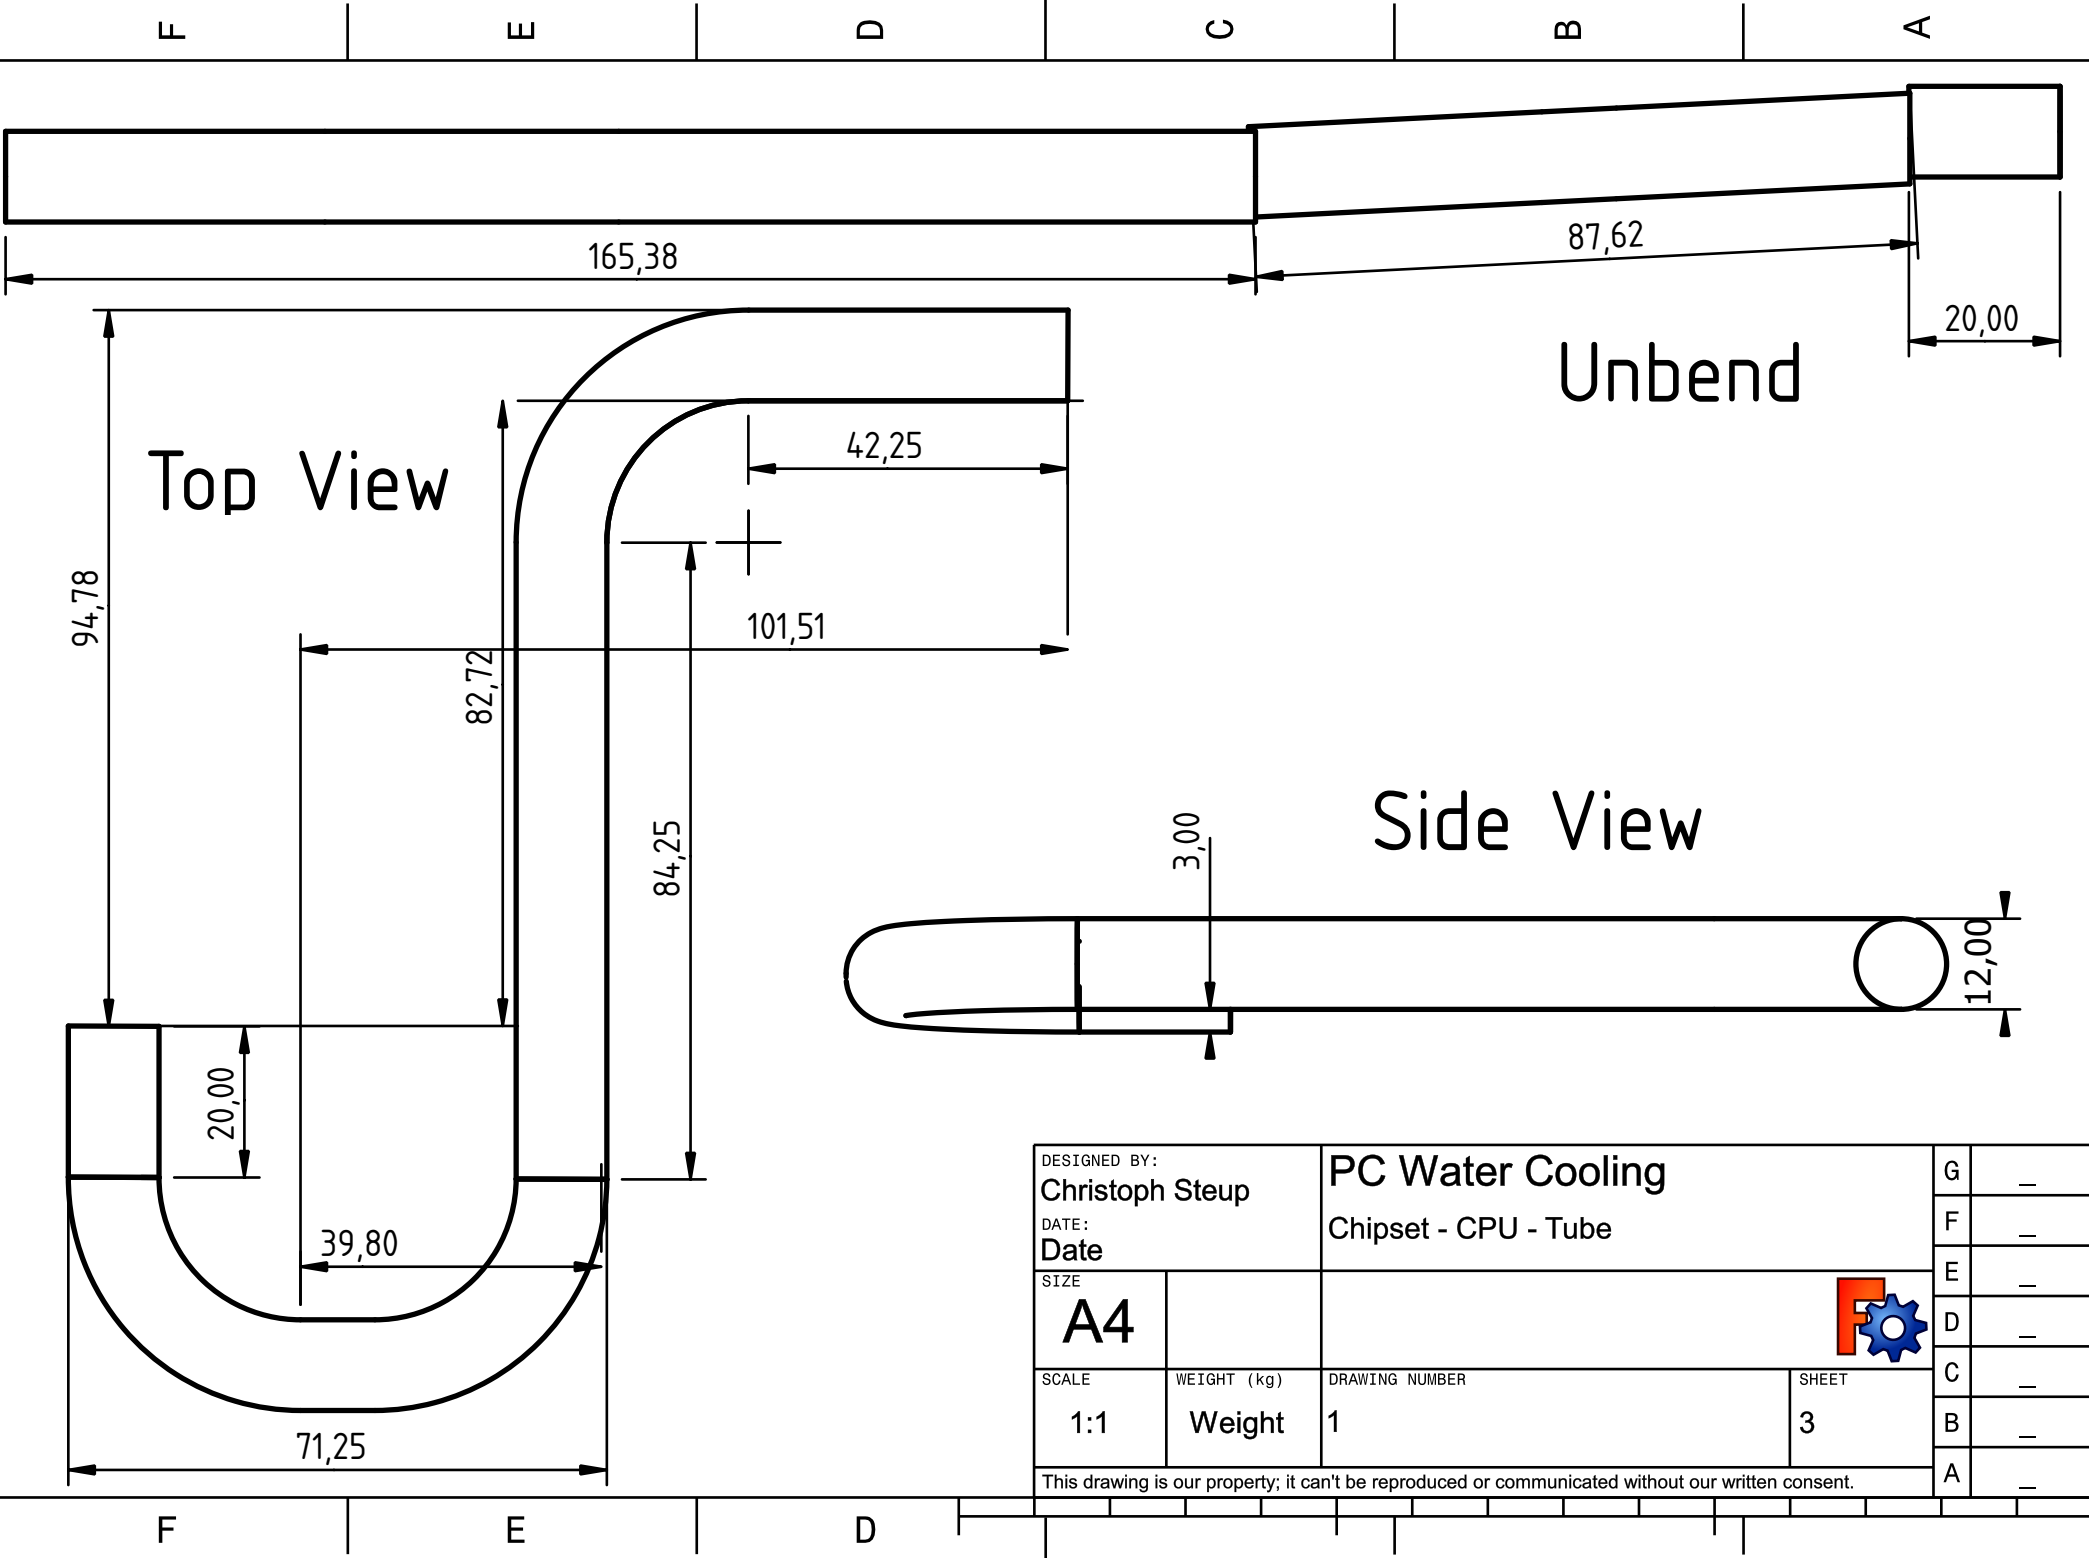 F E D C B A
165,38
87,62
20,00
Unbend
42,25
Top View
94,78
101,51
82,72
84,25
Side View
3,00
12,00
20,00
39,80
71,25
DESIGNED BY:
Christoph Steup
DATE:
Date
PC Water Cooling
Chipset - CPU - Tube
SIZE
A4
SCALE
1:1
WEIGHT (kg)
Weight
DRAWING NUMBER
1
SHEET
3
This drawing is our property; it can't be reproduced or communicated without our written consent.
G _
F _
E _
D _
C _
B _
A _
F E D